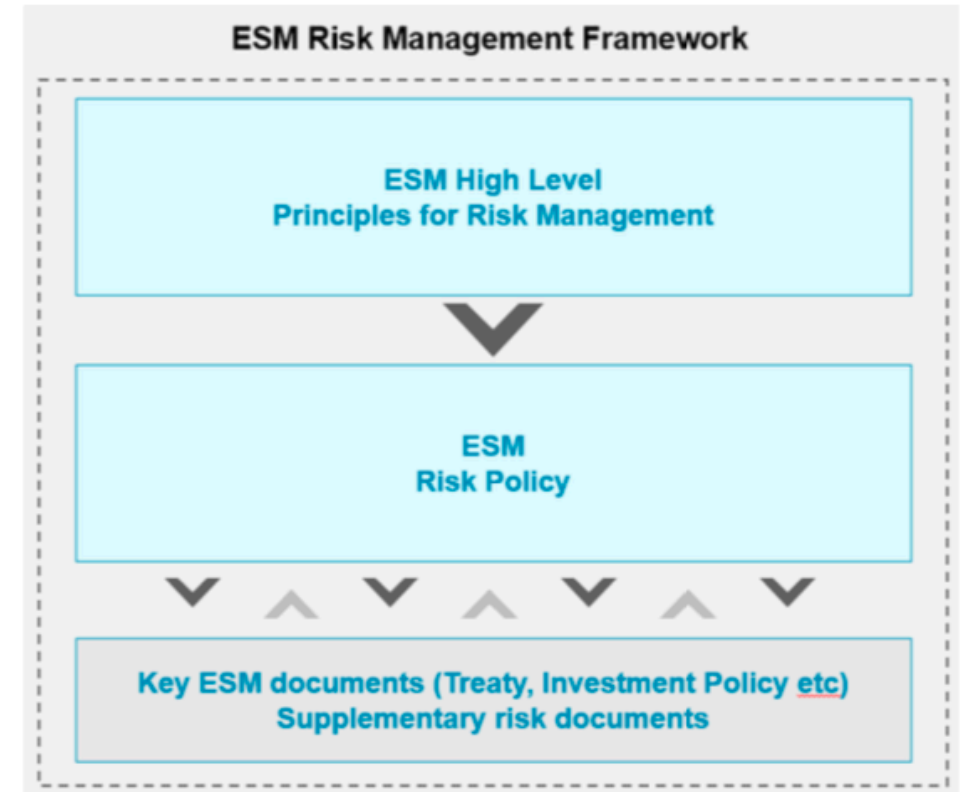 ESM Risk Management Framework
ESM High Level
Principles for Risk Management
ESM
Risk Policy
Key ESM documents (Treaty, Investment Policy etc)
Supplementary risk documents